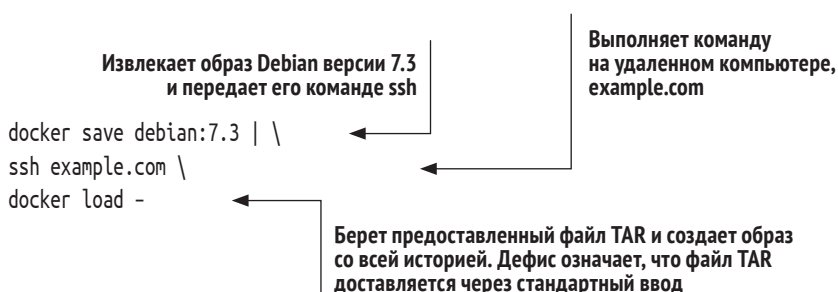 Извлекает образ Debian версии 7.3
и передает его команде ssh
Выполняет команду
на удаленном компьютере,
example.com
docker save debian:7.3 | \
ssh example.com \
docker load –
Берет предоставленный файл TAR и создает образ
со всей историей. Дефис означает, что файл TAR
доставляется через стандартный ввод